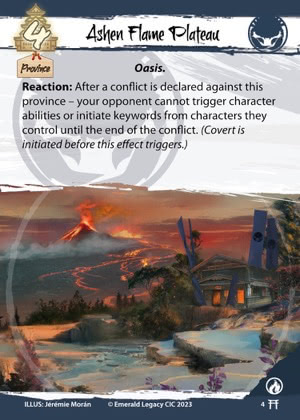 Ashen Flame Plateau
4
Province
Oasis.
Reaction: After a conflict is declared against this
province – your opponent cannot trigger character
abilities or initiate keywords from characters they
control until the end of the conflict. (Covert is
initiated before this effect triggers.)
ILLUS: Jérémie Morán © Emerald Legacy CIC 2023 4